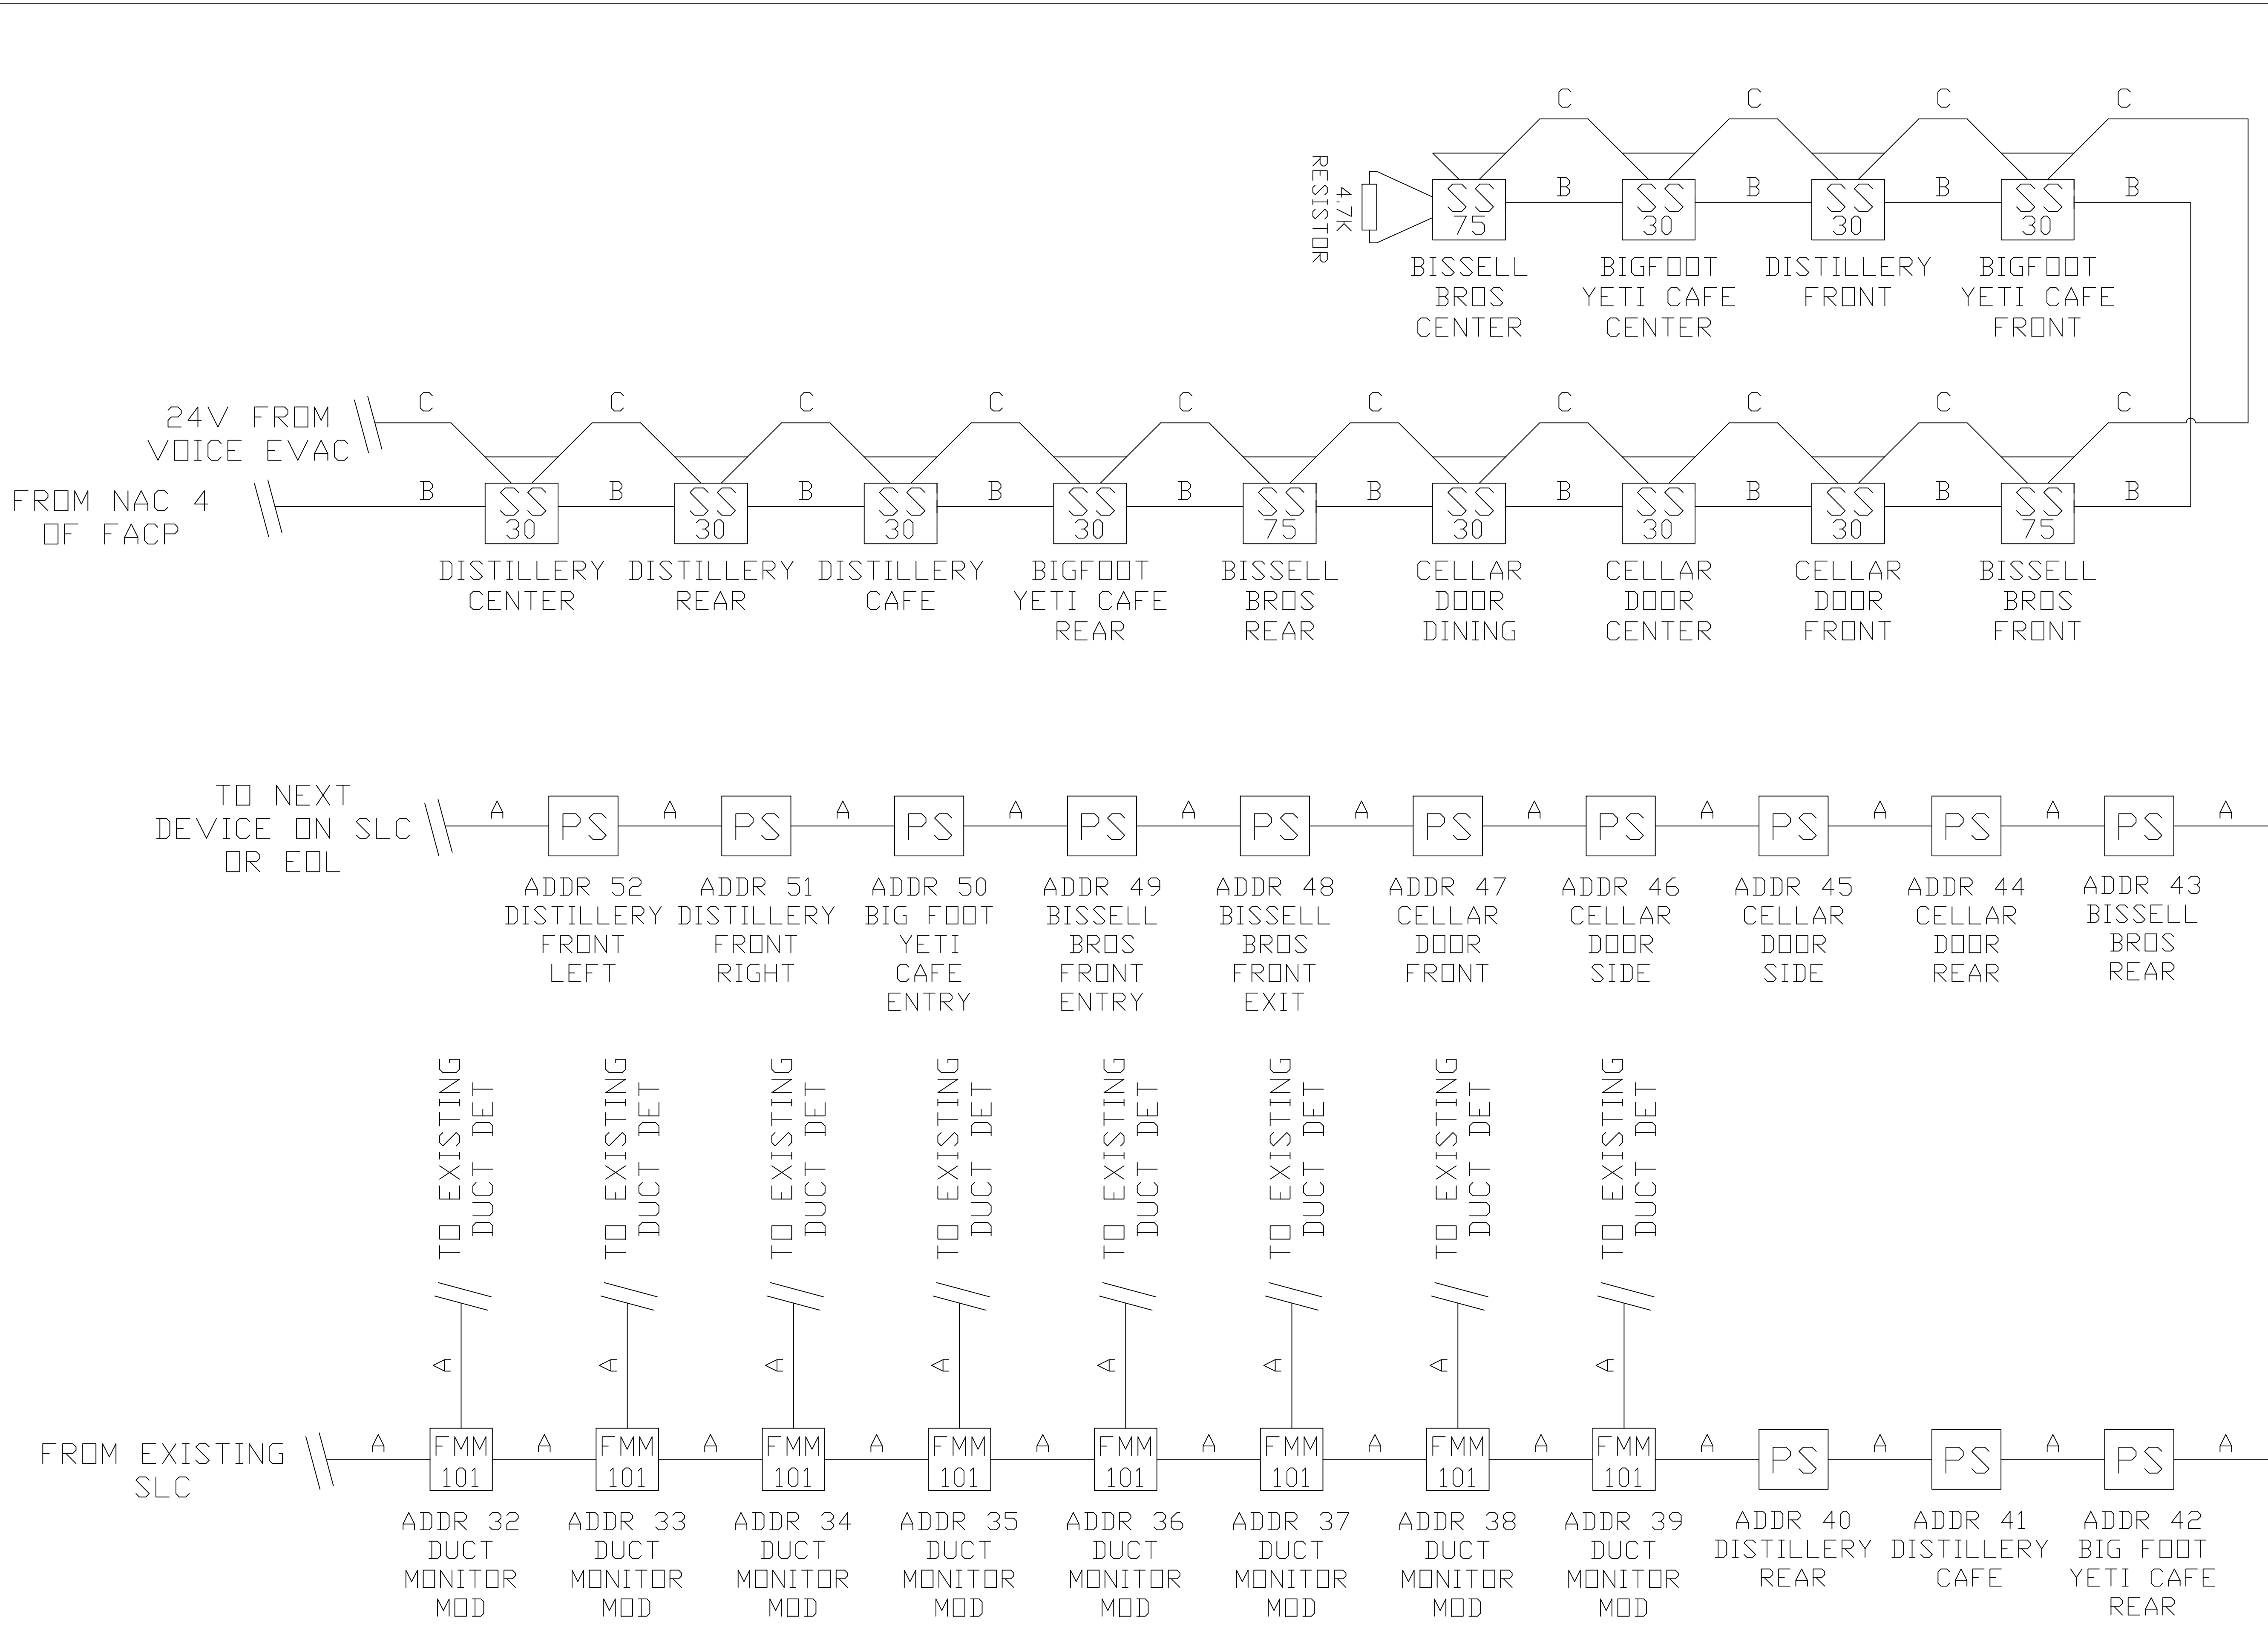 C C C C
RESISTOR
4.7K
B B B B
SS SS SS SS
75 30 30 30
BISSELL BIGFOOT DISTILLERY BIGFOOT
BROS YETI CAFE FRONT YETI CAFE
CENTER CENTER FRONT
C C C C C C C C C C
24V FROM
VOICE EVAC
FROM NAC 4
OF FACP
B B B B B B B B B B
SS SS SS SS SS SS SS SS SS
30 30 30 30 75 30 30 30 75
DISTILLERY DISTILLERY DISTILLERY BIGFOOT BISSELL CELLAR CELLAR CELLAR BISSELL
CENTER REAR CAFE YETI CAFE BROS DOOR DOOR DOOR BROS
REAR REAR DINING CENTER FRONT FRONT
TO NEXT
DEVICE ON SLC
OR EOL
A A A A A A A A A A A
PS PS PS PS PS PS PS PS PS PS
ADDR 52 ADDR 51 ADDR 50 ADDR 49 ADDR 48 ADDR 47 ADDR 46 ADDR 45 ADDR 44 ADDR 43
DISTILLERY DISTILLERY BIG FOOT BISSELL BISSELL CELLAR CELLAR CELLAR CELLAR BISSELL
FRONT FRONT YETI BROS BROS DOOR DOOR DOOR DOOR BROS
LEFT RIGHT CAFE FRONT FRONT FRONT SIDE SIDE REAR REAR
ENTRY ENTRY EXIT
TO EXISTING
DUCT DET
TO EXISTING
DUCT DET
TO EXISTING
DUCT DET
TO EXISTING
DUCT DET
TO EXISTING
DUCT DET
TO EXISTING
DUCT DET
TO EXISTING
DUCT DET
TO EXISTING
DUCT DET
A A A A A A A A
FROM EXISTING
SLC
A A A A A A A A A A A A
FMM FMM FMM FMM FMM FMM FMM FMM PS PS PS
101 101 101 101 101 101 101 101
ADDR 32 ADDR 33 ADDR 34 ADDR 35 ADDR 36 ADDR 37 ADDR 38 ADDR 39 ADDR 40 ADDR 41 ADDR 42
DUCT DUCT DUCT DUCT DUCT DUCT DUCT DUCT DISTILLERY DISTILLERY BIG FOOT
MONITOR MONITOR MONITOR MONITOR MONITOR MONITOR MONITOR MONITOR REAR CAFE YETI CAFE
MOD MOD MOD MOD MOD MOD MOD MOD REAR